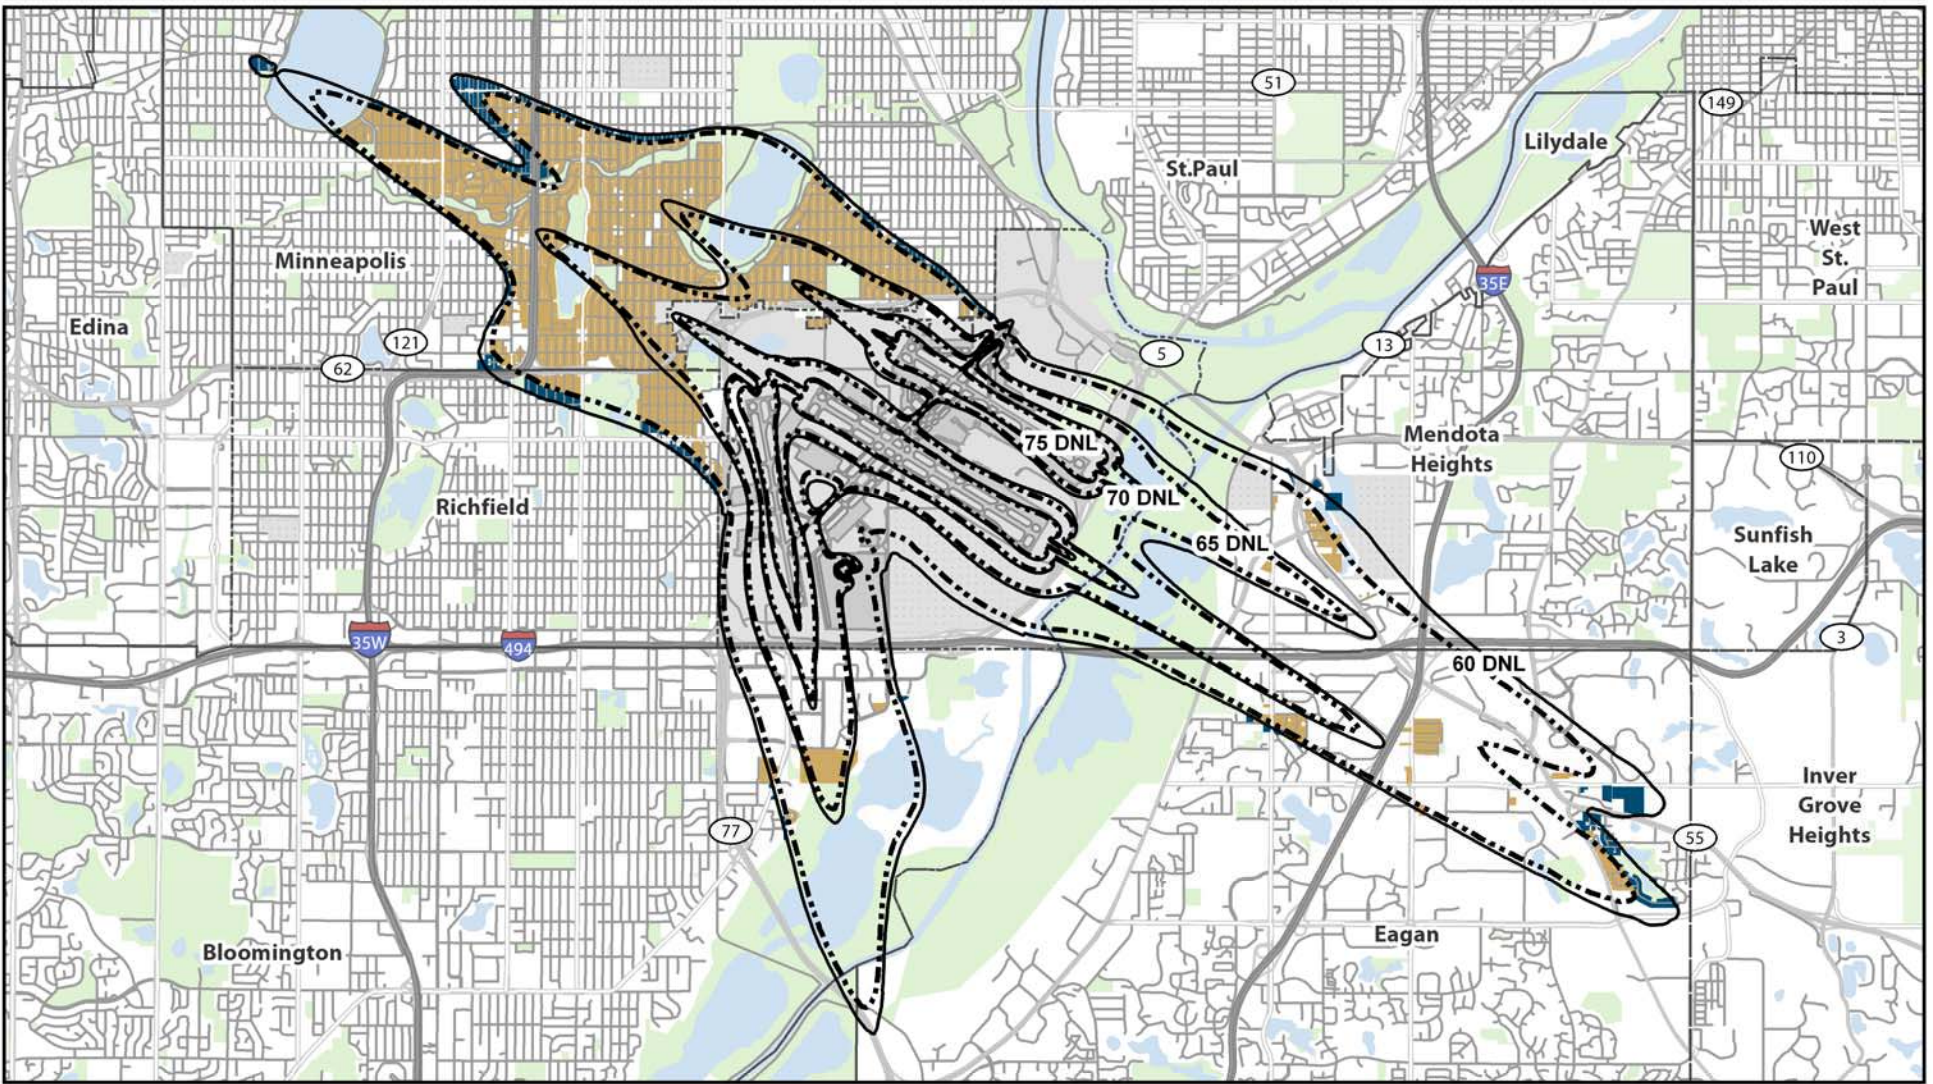 51
149
Lilydale
St.Paul
West
St.
Paul
Minneapolis
35E
Edina
121
13
5
62
75 DNL
Mendota
Heights
110
70 DNL
Richfield
65 DNL
Sunfish
Lake
35W
494
3
60 DNL
Inver
Grove
Heights
77
55
Eagan
Bloomington